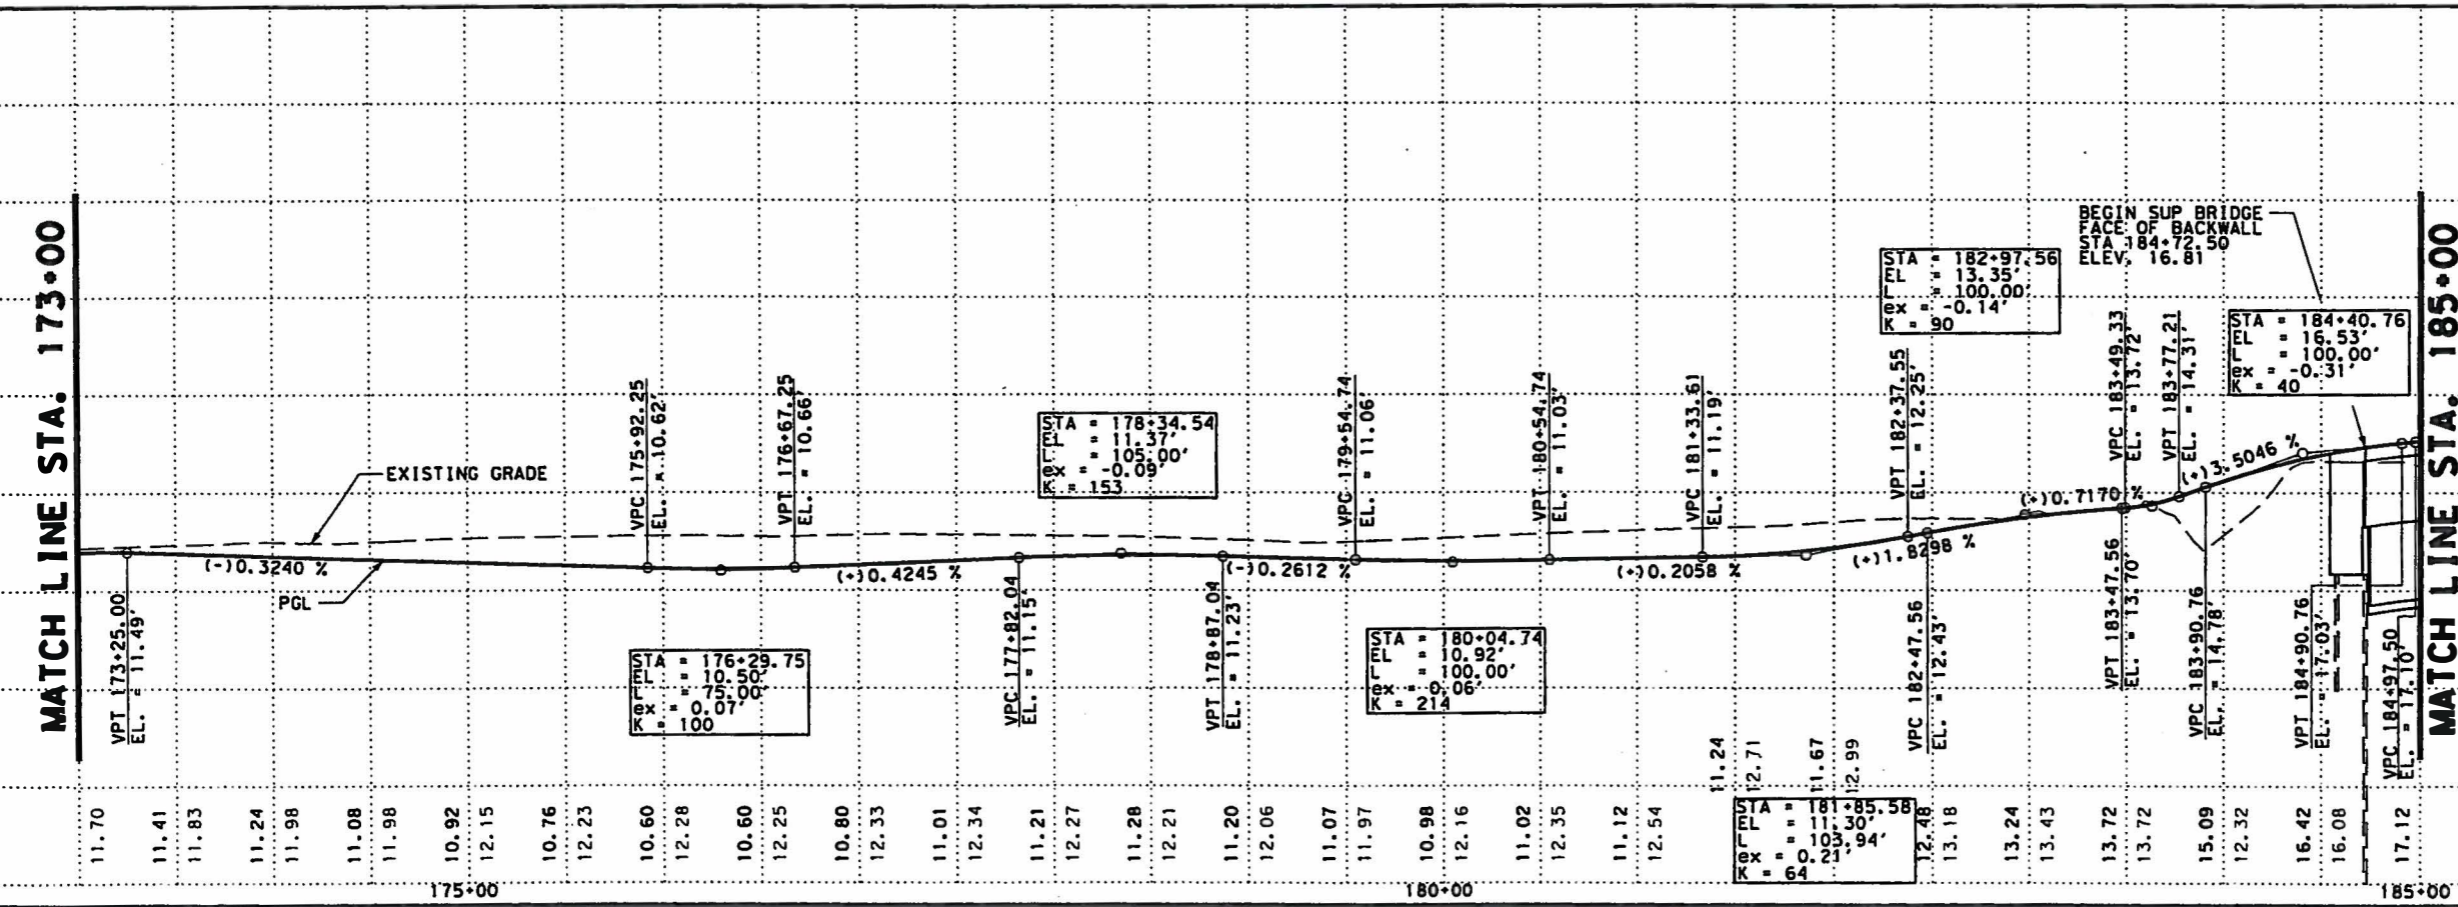 MATCH LINE STA. 173+00
VPT 173+25.00
EL. = 11.49'
(-)0.3240 %
EXISTING GRADE
PGL
VPC 175+92.25
EL. = 10.62'
STA = 176+29.75
EL = 10.50'
L = 75.00'
ex = 0.07'
K = 100
VPT 176+67.25
EL. = 10.66'
(+)0.4245 %
VPC 177+82.04
EL. = 11.15'
STA = 178+34.54
EL = 11.37'
L = 105.00'
ex = -0.09'
K = 153
VPT 178+87.04
EL. = 11.23'
(-)0.2612 %
VPC 179+54.74
EL. = 11.06'
STA = 180+04.74
EL = 10.92'
L = 100.00'
ex = 0.06'
K = 214
VPT 180+54.74
EL. = 11.03'
(+)0.2058 %
VPC 181+33.61
EL. = 11.19'
STA = 181+85.58
EL = 11.30'
L = 103.94'
ex = 0.21'
K = 64
VPT 182+37.55
EL. = 12.25'
(+)1.8298 %
VPC 182+47.56
EL. = 12.43'
STA = 182+97.56
EL = 13.35'
L = 100.00'
ex = -0.14'
K = 90
VPT 183+47.56
EL. = 13.70'
(+)0.7170 %
VPC 183+49.33
EL. = 13.72'
VPT 183+77.21
EL. = 14.31'
(+)3.5046 %
VPC 183+90.76
EL. = 14.78'
BEGIN SUP BRIDGE
FACE OF BACKWALL
STA 184+72.50
ELEV. 16.81
STA = 184+40.76
EL = 16.53'
L = 100.00'
ex = -0.31'
K = 40
VPT 184+90.76
EL. = 17.03'
VPC 184+97.50
EL. = 17.10'
MATCH LINE STA. 185+00
11.70
11.41
11.83
11.24
11.98
11.08
11.98
10.92
12.15
10.76
12.23
10.60
12.28
10.60
12.25
10.80
12.33
11.01
12.34
11.21
12.27
11.28
12.21
11.20
12.06
11.07
11.97
10.98
12.16
11.02
12.35
11.12
12.54
11.24
12.71
11.67
12.99
12.48
13.18
13.24
13.43
13.72
13.72
15.09
12.32
16.42
16.08
17.12
175+00
180+00
185+00